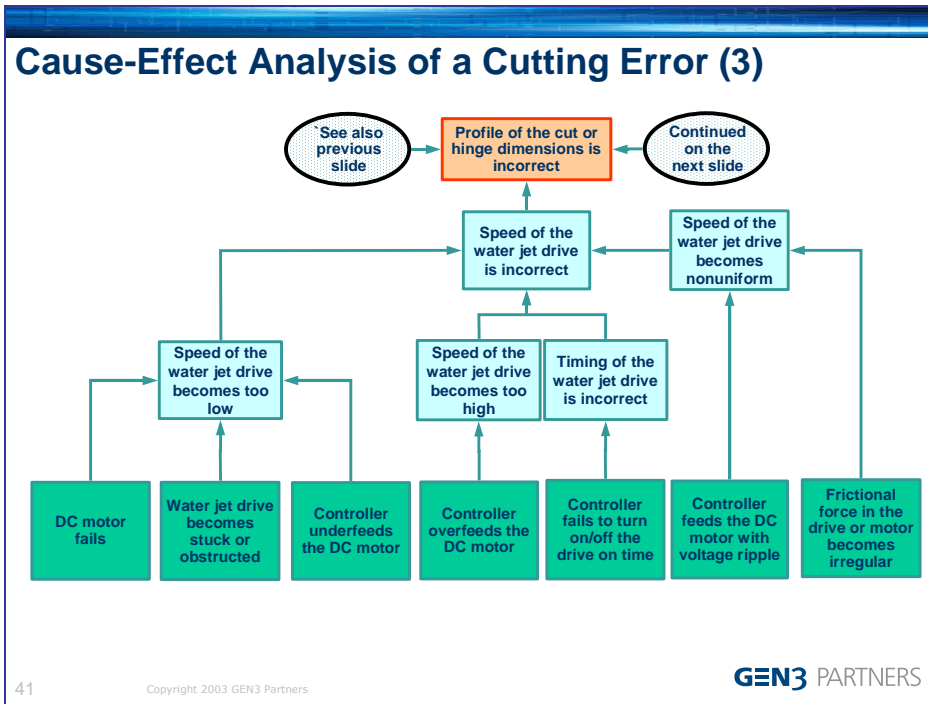 Cause-Effect Analysis of a Cutting Error (3)
`See also
previous
slide
Profile of the cut or
hinge dimensions is
incorrect
Continued
on the
next slide
Speed of the
water jet drive
is incorrect
Speed of the
water jet drive
becomes
nonuniform
Speed of the
water jet drive
becomes too
low
Speed of the
water jet drive
becomes too
high
Timing of the
water jet drive
is incorrect
DC motor
fails
Water jet drive
becomes
stuck or
obstructed
Controller
underfeeds
the DC motor
Controller
overfeeds the
DC motor
Controller
fails to turn
on/off the
drive on time
Controller
feeds the DC
motor with
voltage ripple
Frictional
force in the
drive or motor
becomes
irregular
41
Copyright 2003 GEN3 Partners
GEN3 PARTNERS